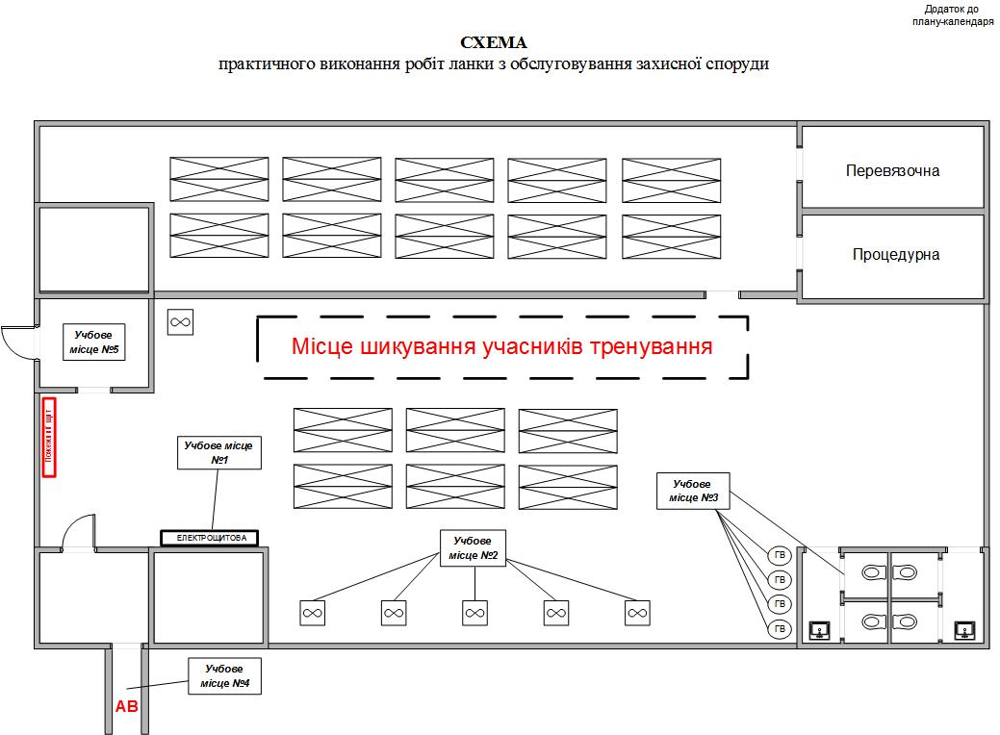 Додаток до
плану-календаря
СХЕМА
практичного виконання робіт ланки з обслуговування захисної споруди
Перевязочна
Процедурна
Учбове
місце №5
Місце шикування учасників тренування
Пожежний щит
Учбове місце
№1
Учбове
місце №3
ЕЛЕКТРОЩИТОВА
Учбове
місце №2
ГВ
ГВ
ГВ
ГВ
Учбове
місце №4
АВ